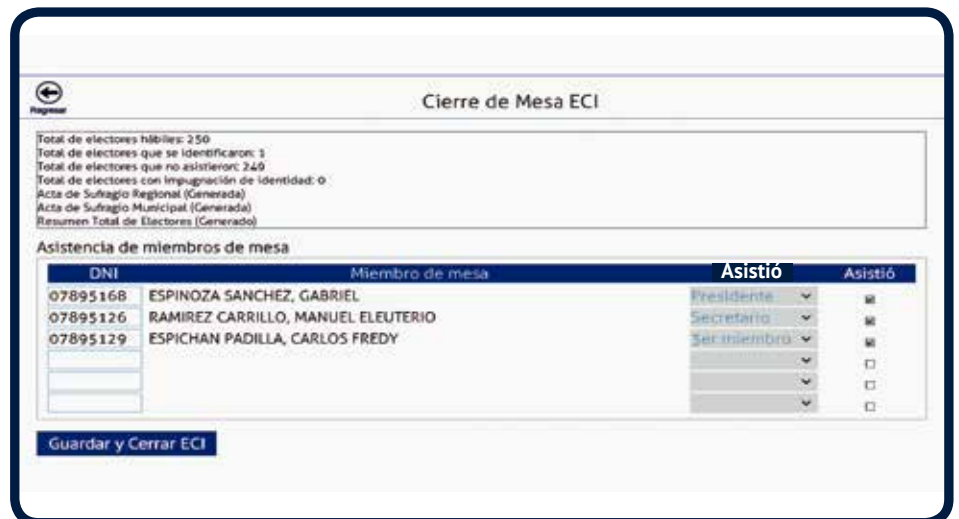 Regresar
Cierre de Mesa ECI
Total de electores hábiles: 250
Total de electores que se identificaron: 1
Total de electores que no asistieron: 249
Total de electores con impugnación de identidad: 0
Acta de Sufragio Regional (Generada)
Acta de Sufragio Municipal (Generada)
Resumen Total de Electores (Generado)
Asistencia de miembros de mesa
DNI Miembro de mesa Asistió Asistió
07895168 ESPINOZA SANCHEZ, GABRIEL Presidente
07895126 RAMIREZ CARRILLO, MANUEL ELEUTERIO Secretario
07895129 ESPICHAN PADILLA, CARLOS FREDY 3er miembro
Guardar y Cerrar ECI